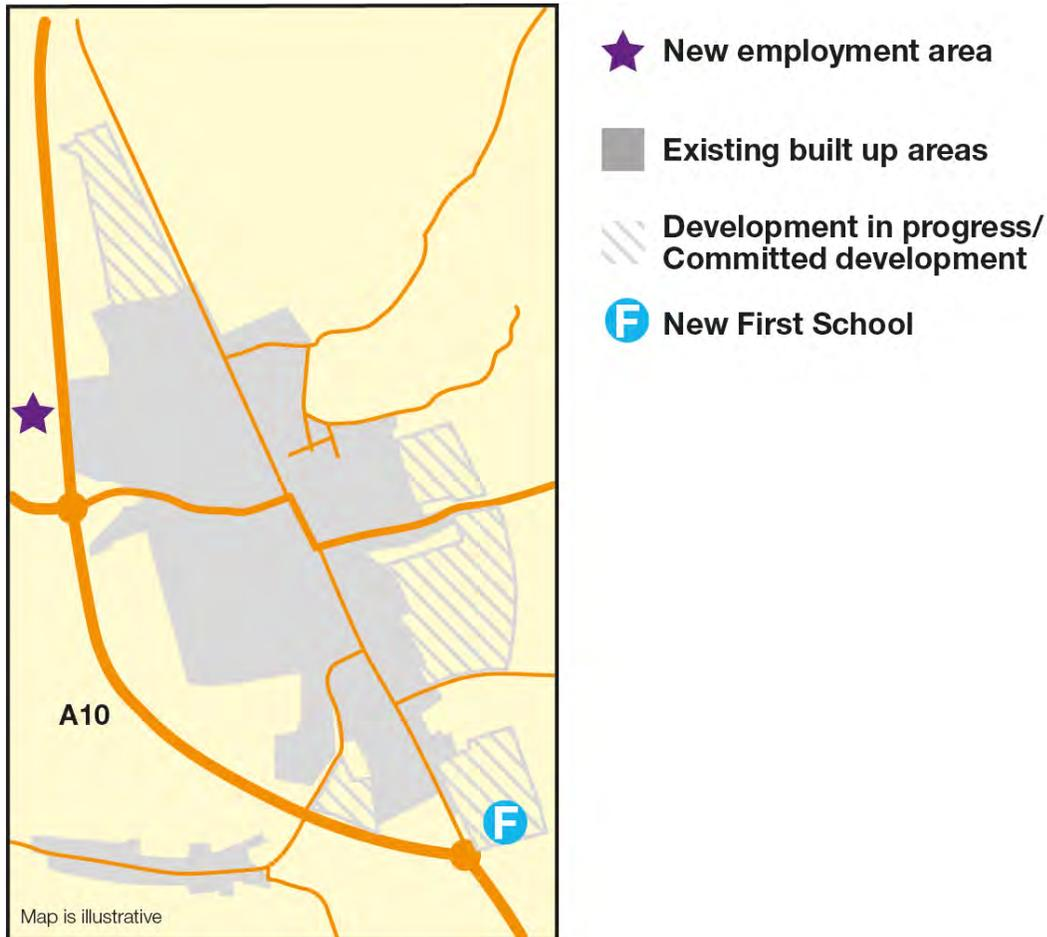 New employment area
Existing built up areas
Development in progress/
Committed development
F New First School
A10
F
Map is illustrative